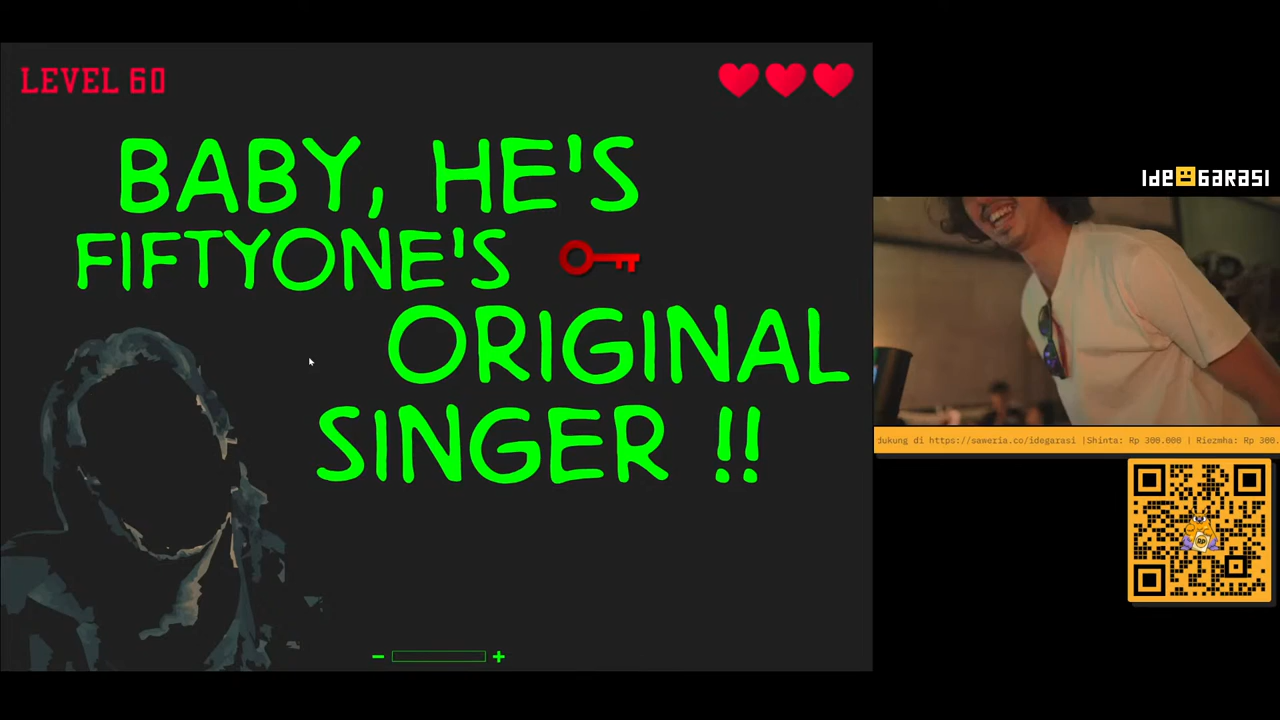 LEVEL 60
BABY, HE'S
FIFTYONE'S
ORIGINAL
SINGER !!
IDE GARASI
dukung di https://saweria.co/idegarasi |Shinta: Rp 300.000 | Riezmha: Rp 300.
RP